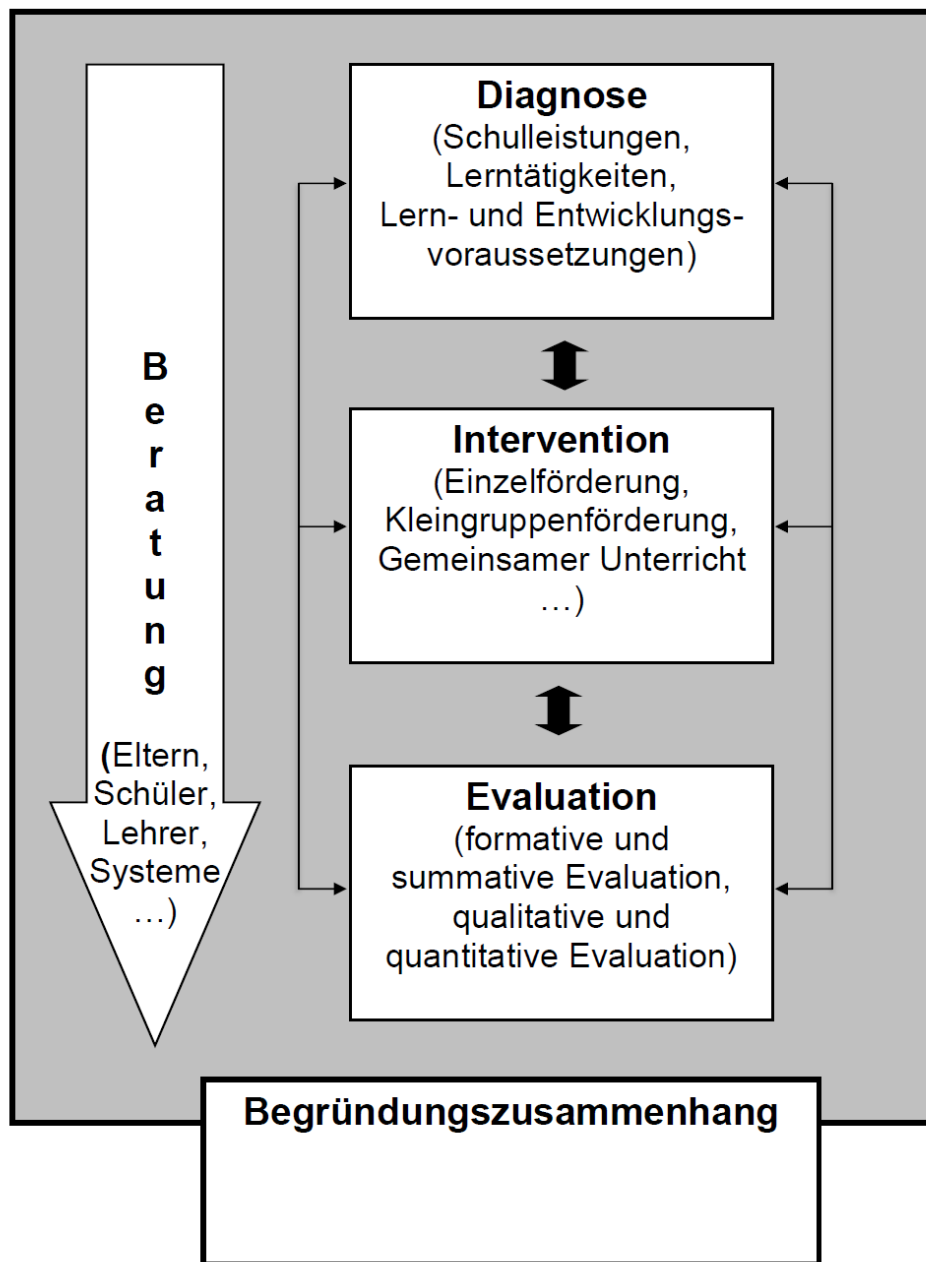 Diagnose
(Schulleistungen,
Lerntätigkeiten,
Lern- und Entwicklungs-
voraussetzungen)
Intervention
(Einzelförderung,
Kleingruppenförderung,
Gemeinsamer Unterricht
…)
Evaluation
(formative und
summative Evaluation,
qualitative und
quantitative Evaluation)
B
e
r
a
t
u
n
g
(Eltern,
Schüler,
Lehrer,
Systeme
…)
Begründungszusammenhang